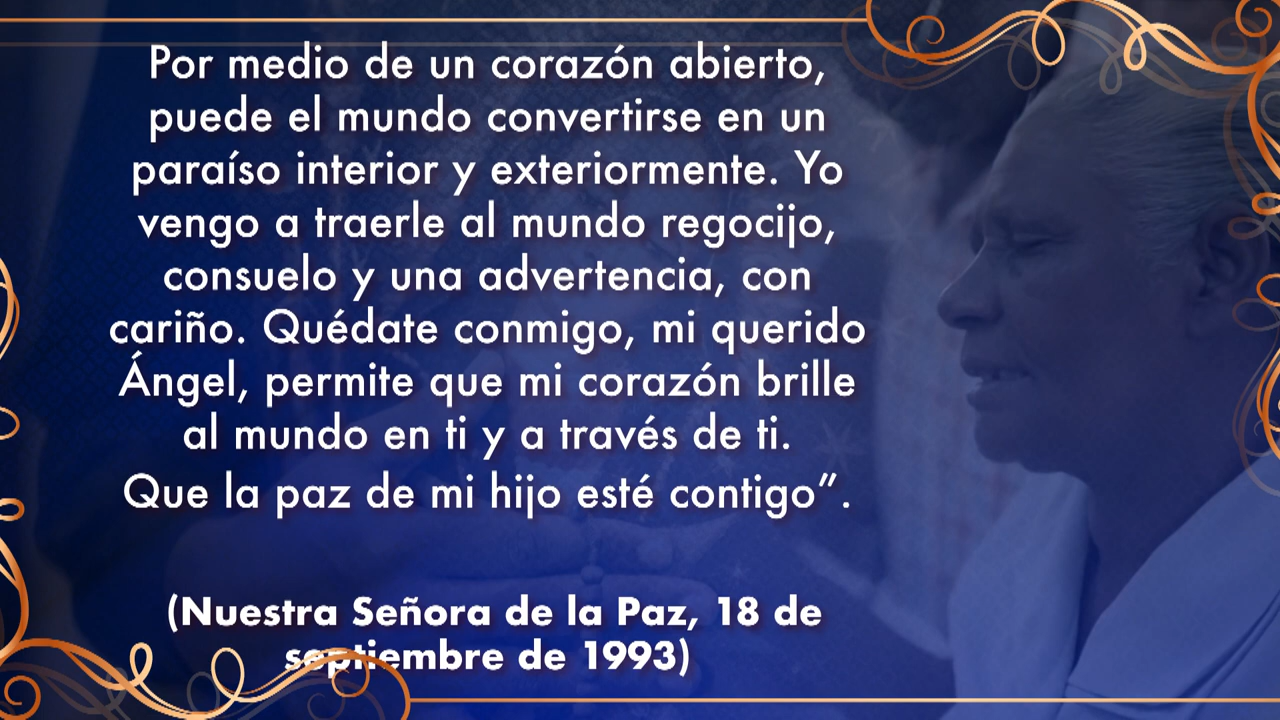 Por medio de un corazón abierto,
puede el mundo convertirse en un
paraíso interior y exteriormente. Yo
vengo a traerle al mundo regocijo,
consuelo y una advertencia, con
cariño. Quédate conmigo, mi querido
Ángel, permite que mi corazón brille
al mundo en ti y a través de ti.
Que la paz de mi hijo esté contigo”.
(Nuestra Señora de la Paz, 18 de
septiembre de 1993)